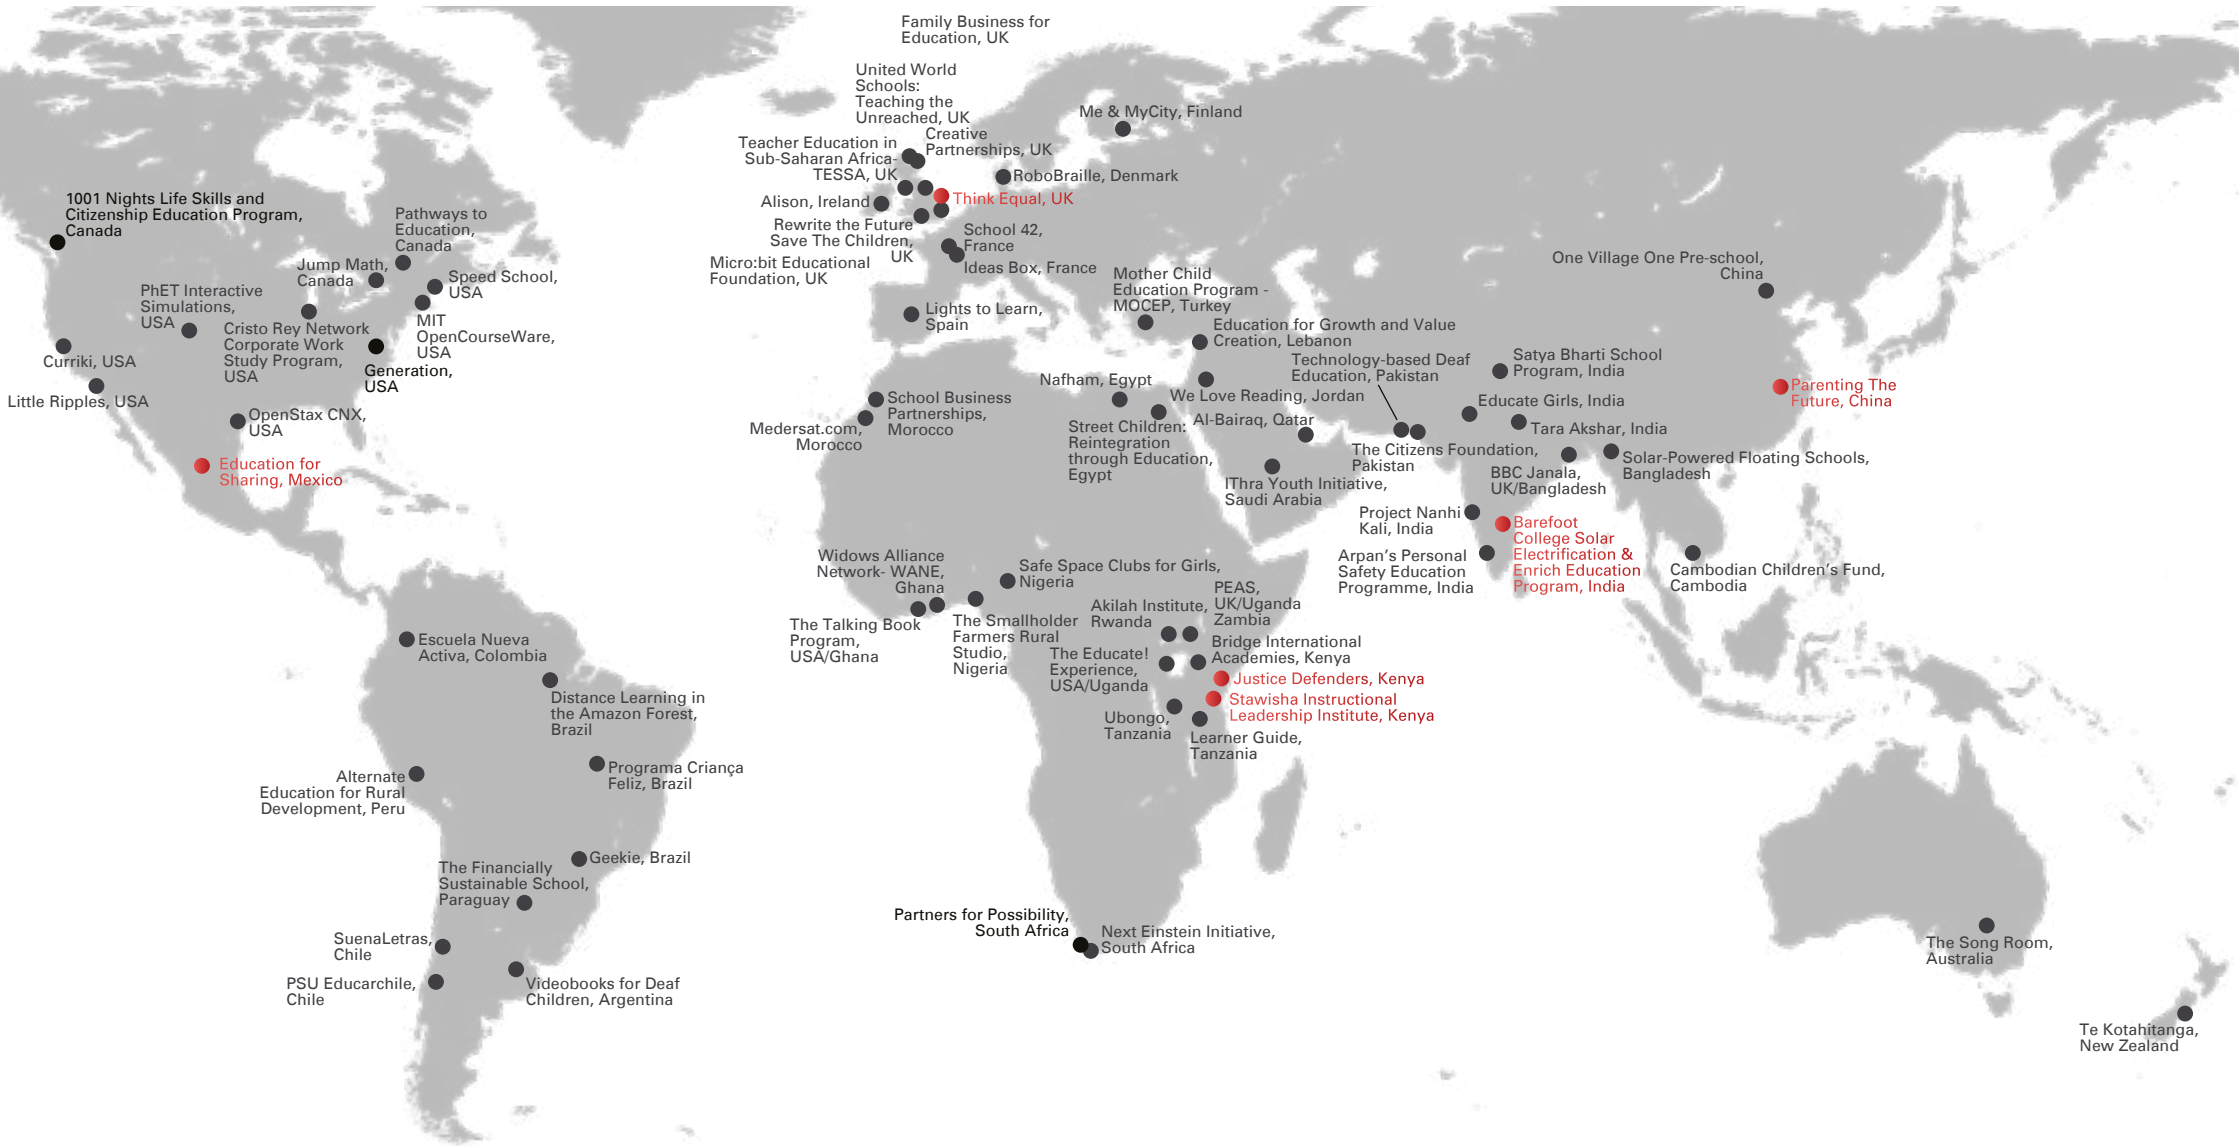 Family Business for
Education, UK
United World
Schools:
Teaching the
Unreached, UK
Me & MyCity, Finland
Creative
Partnerships, UK
Teacher Education in
Sub-Saharan Africa-
TESSA, UK
RoboBraille, Denmark
Think Equal, UK
Alison, Ireland
Rewrite the Future
Save The Children,
UK
School 42,
France
Micro:bit Educational
Foundation, UK
Ideas Box, France
1001 Nights Life Skills and
Citizenship Education Program,
Canada
Pathways to
Education,
Canada
Jump Math,
Canada
Speed School,
USA
PhET Interactive
Simulations,
USA
Cristo Rey Network
Corporate Work
Study Program,
USA
MIT
OpenCourseWare,
USA
Curriki, USA
Generation,
USA
Little Ripples, USA
OpenStax CNX,
USA
Education for
Sharing, Mexico
Lights to Learn,
Spain
Mother Child
Education Program -
MOCEP, Turkey
Education for Growth and Value
Creation, Lebanon
Technology-based Deaf
Education, Pakistan
One Village One Pre-school,
China
Satya Bharti School
Program, India
Parenting The
Future, China
Nafham, Egypt
We Love Reading, Jordan
Educate Girls, India
School Business
Partnerships,
Morocco
Medersat.com,
Morocco
Street Children:
Reintegration
through Education,
Egypt
Al-Bairaq, Qatar
Tara Akshar, India
The Citizens Foundation,
Pakistan
Solar-Powered Floating Schools,
Bangladesh
BBC Janala,
UK/Bangladesh
IThra Youth Initiative,
Saudi Arabia
Project Nanhi
Kali, India
Barefoot
College Solar
Electrification &
Enrich Education
Program, India
Arpan's Personal
Safety Education
Programme, India
Cambodian Children's Fund,
Cambodia
Widows Alliance
Network- WANE,
Ghana
Safe Space Clubs for Girls,
Nigeria
PEAS,
UK/Uganda
Zambia
Akilah Institute,
Rwanda
The Talking Book
Program,
USA/Ghana
The Smallholder
Farmers Rural
Studio,
Nigeria
Bridge International
Academies, Kenya
The Educate!
Experience,
USA/Uganda
Justice Defenders, Kenya
Stawisha Instructional
Leadership Institute, Kenya
Ubongo,
Tanzania
Learner Guide,
Tanzania
Escuela Nueva
Activa, Colombia
Distance Learning in
the Amazon Forest,
Brazil
Programa Criança
Feliz, Brazil
Alternate
Education for Rural
Development, Peru
Geekie, Brazil
The Financially
Sustainable School,
Paraguay
SuenaLetras,
Chile
PSU Educarchile,
Chile
Videobooks for Deaf
Children, Argentina
Partners for Possibility,
South Africa
Next Einstein Initiative,
South Africa
The Song Room,
Australia
Te Kotahitanga,
New Zealand